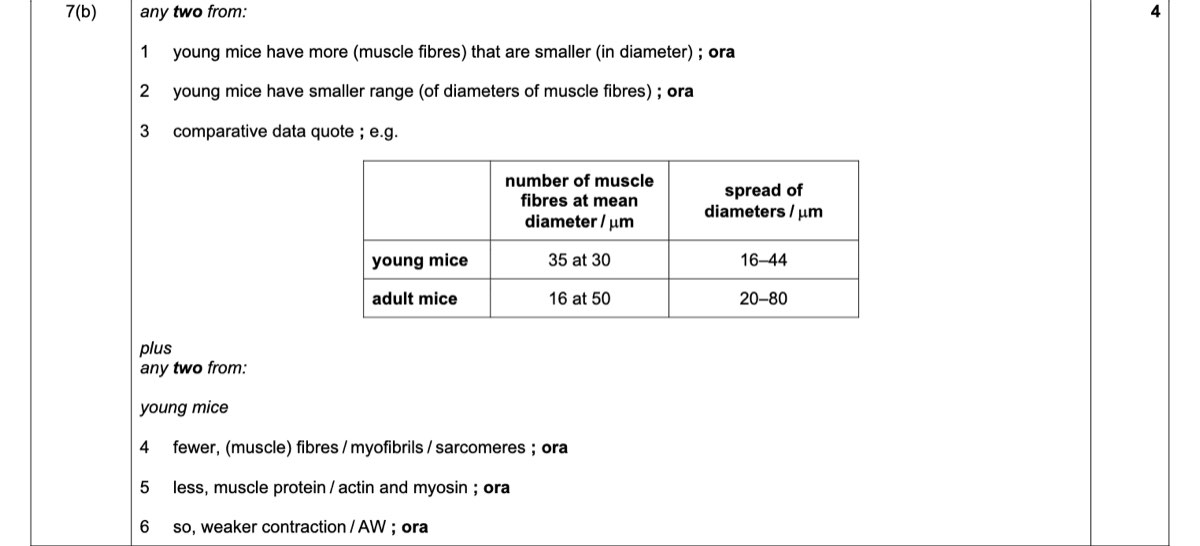 7(b) any two from: 4
1 young mice have more (muscle fibres) that are smaller (in diameter) ; ora
2 young mice have smaller range (of diameters of muscle fibres) ; ora
3 comparative data quote ; e.g.
number of muscle
fibres at mean
diameter / μm
spread of
diameters / μm
young mice 35 at 30 16–44
adult mice 16 at 50 20–80
plus
any two from:
young mice
4 fewer, (muscle) fibres / myofibrils / sarcomeres ; ora
5 less, muscle protein / actin and myosin ; ora
6 so, weaker contraction / AW ; ora